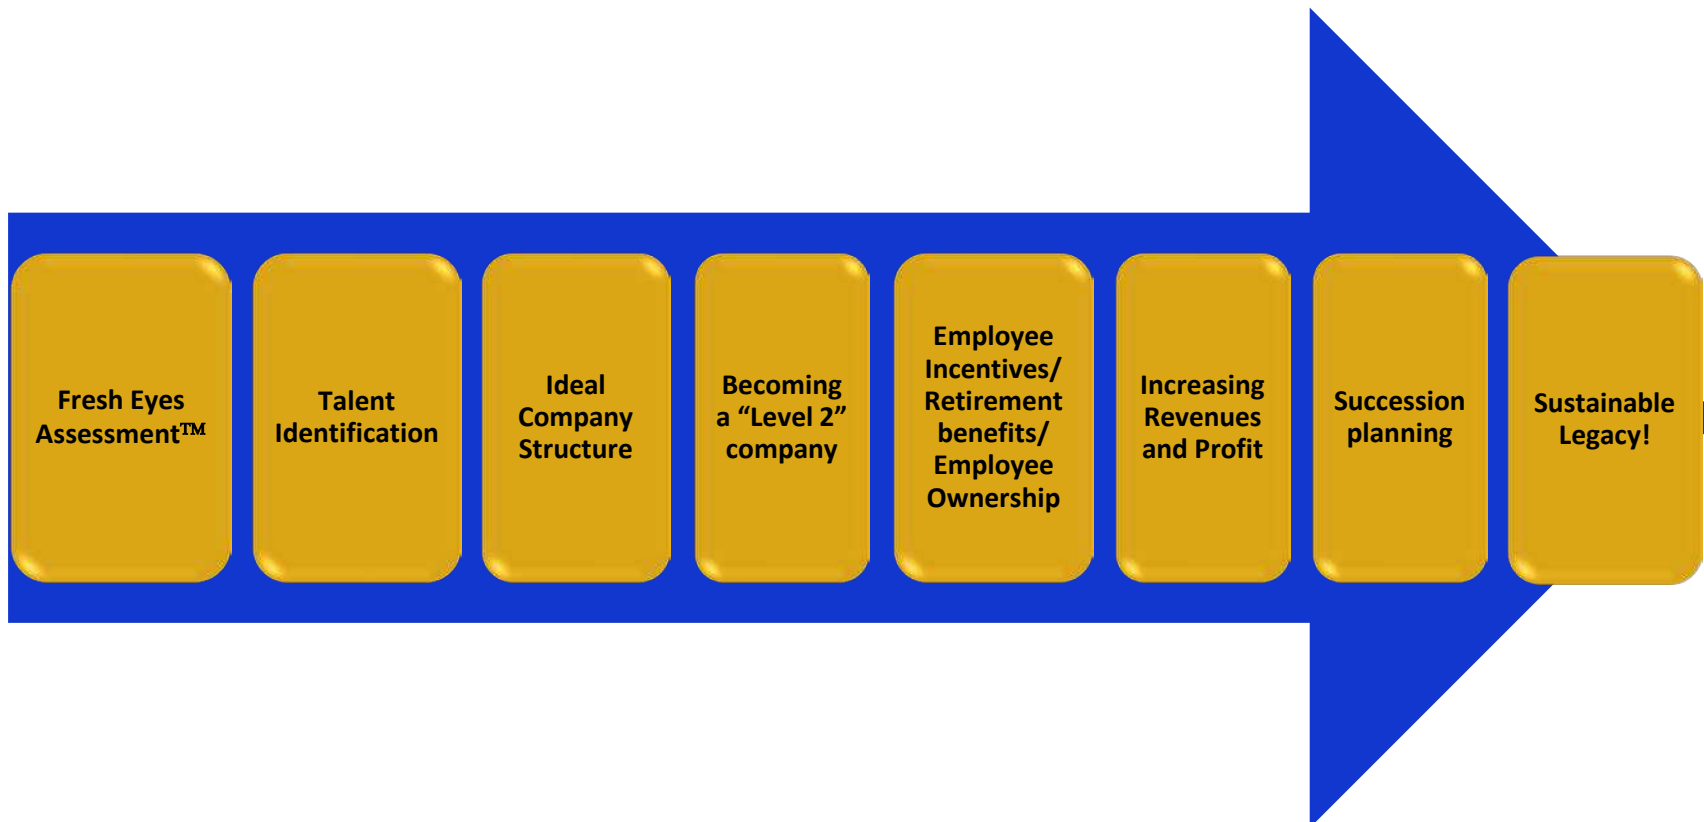 Fresh Eyes
Assessment™
Talent
Identification
Ideal
Company
Structure
Becoming
a “Level 2”
company
Employee
Incentives/
Retirement
benefits/
Employee
Ownership
Increasing
Revenues
and Profit
Succession
planning
Sustainable
Legacy!